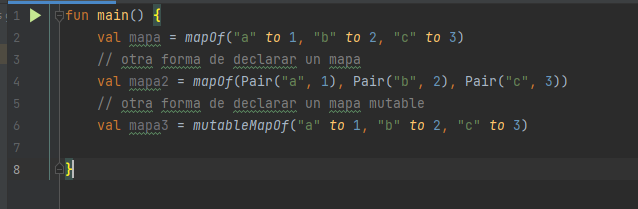 1 fun main() {
2 val mapa = mapOf("a" to 1, "b" to 2, "c" to 3)
3 // otra forma de declarar un mapa
4 val mapa2 = mapOf(Pair("a", 1), Pair("b", 2), Pair("c", 3))
5 // otra forma de declarar un mapa mutable
6 val mapa3 = mutableMapOf("a" to 1, "b" to 2, "c" to 3)
7
8 }